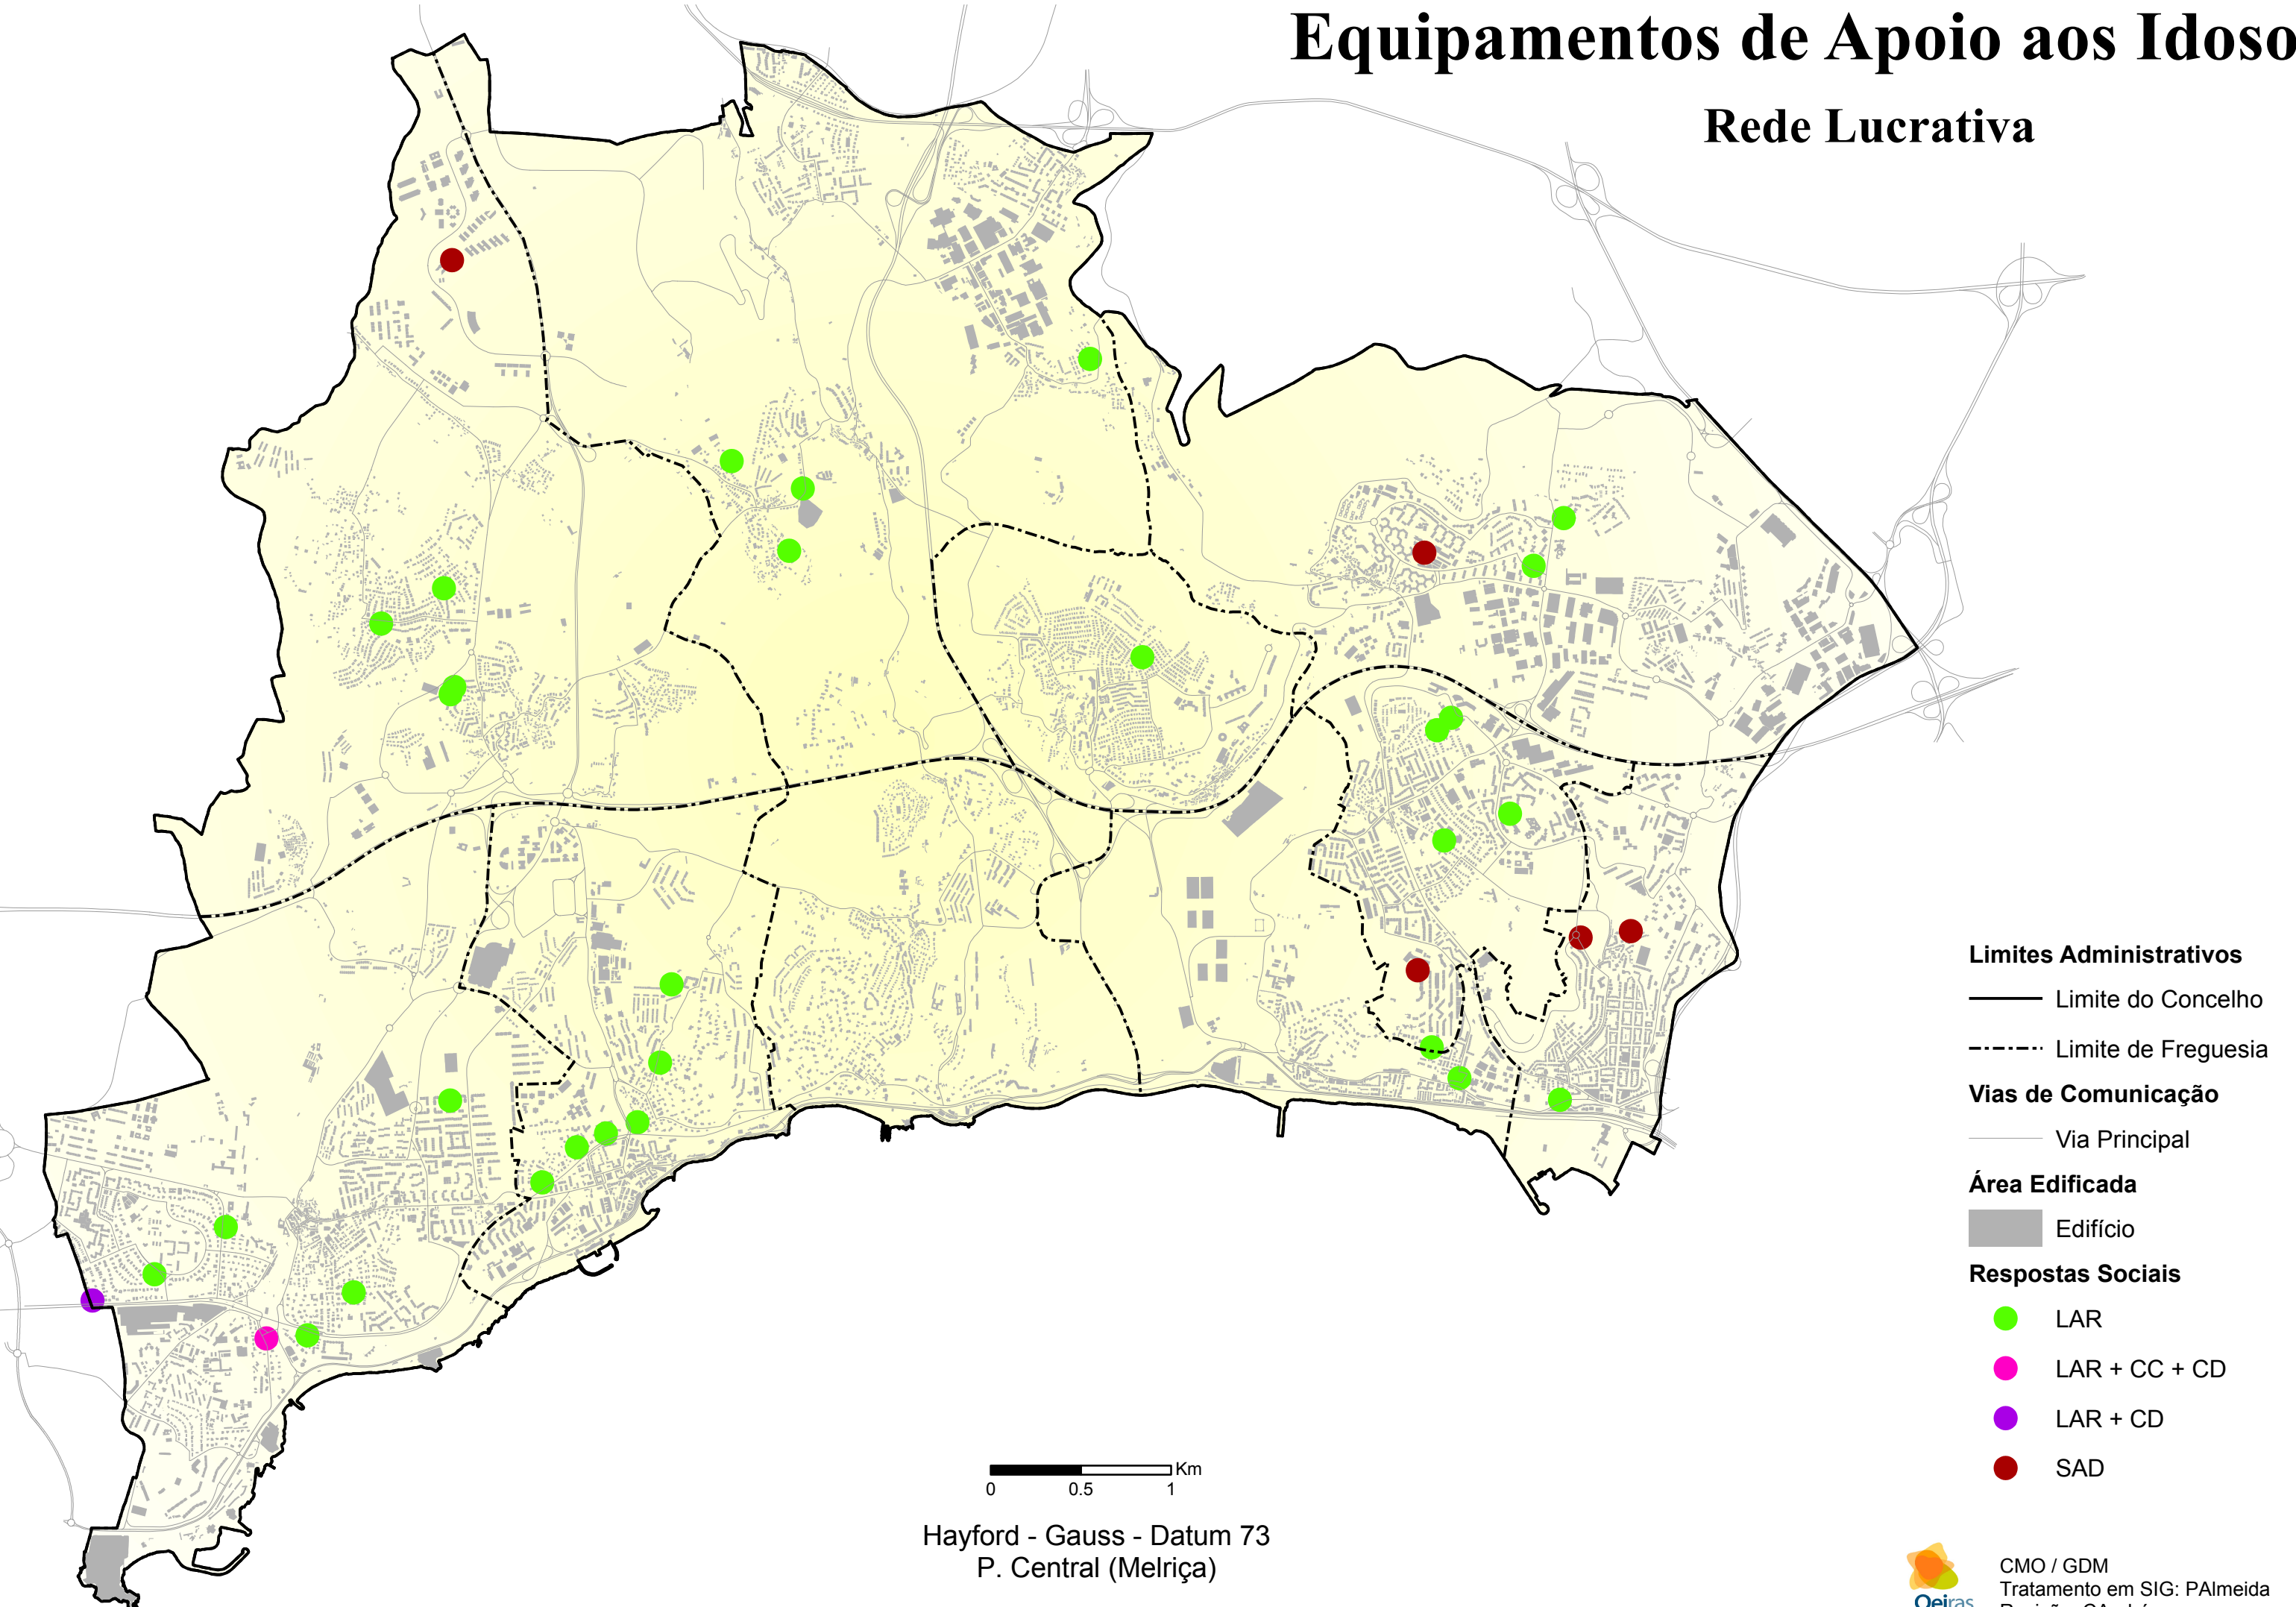 Equipamentos de Apoio aos Idoso
Rede Lucrativa
Limites Administrativos
Limite do Concelho
Limite de Freguesia
Vias de Comunicação
Via Principal
Área Edificada
Edifício
Respostas Sociais
LAR
LAR + CC + CD
LAR + CD
SAD
Km
0 0.5 1
Hayford - Gauss - Datum 73
P. Central (Melriça)
CMO / GDM
Tratamento em SIG: PAlmeida
Oeiras